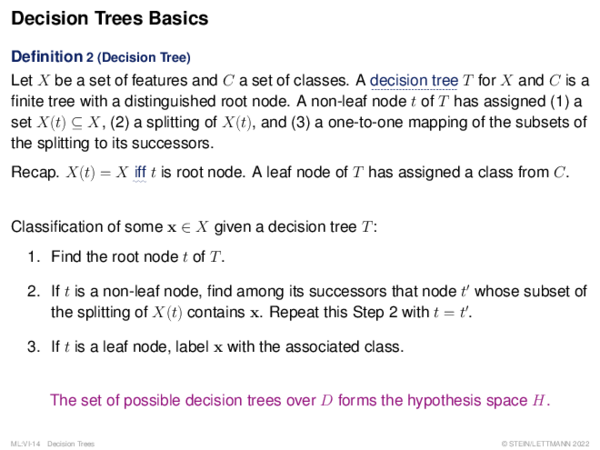 Decision Trees Basics
Definition 2 (Decision Tree)
Let X be a set of features and C a set of classes. A decision tree T for X and C is a
finite tree with a distinguished root node. A non-leaf node t of T has assigned (1) a
set X(t) ⊆ X, (2) a splitting of X(t), and (3) a one-to-one mapping of the subsets of
the splitting to its successors.
Recap. X(t) = X iff t is root node. A leaf node of T has assigned a class from C.
Classification of some x ∈ X given a decision tree T:
1. Find the root node t of T.
2. If t is a non-leaf node, find among its successors that node t′ whose subset of
the splitting of X(t) contains x. Repeat this Step 2 with t = t′.
3. If t is a leaf node, label x with the associated class.
The set of possible decision trees over D forms the hypothesis space H.
ML:VI-14 Decision Trees © STEIN/LETTMANN 2022